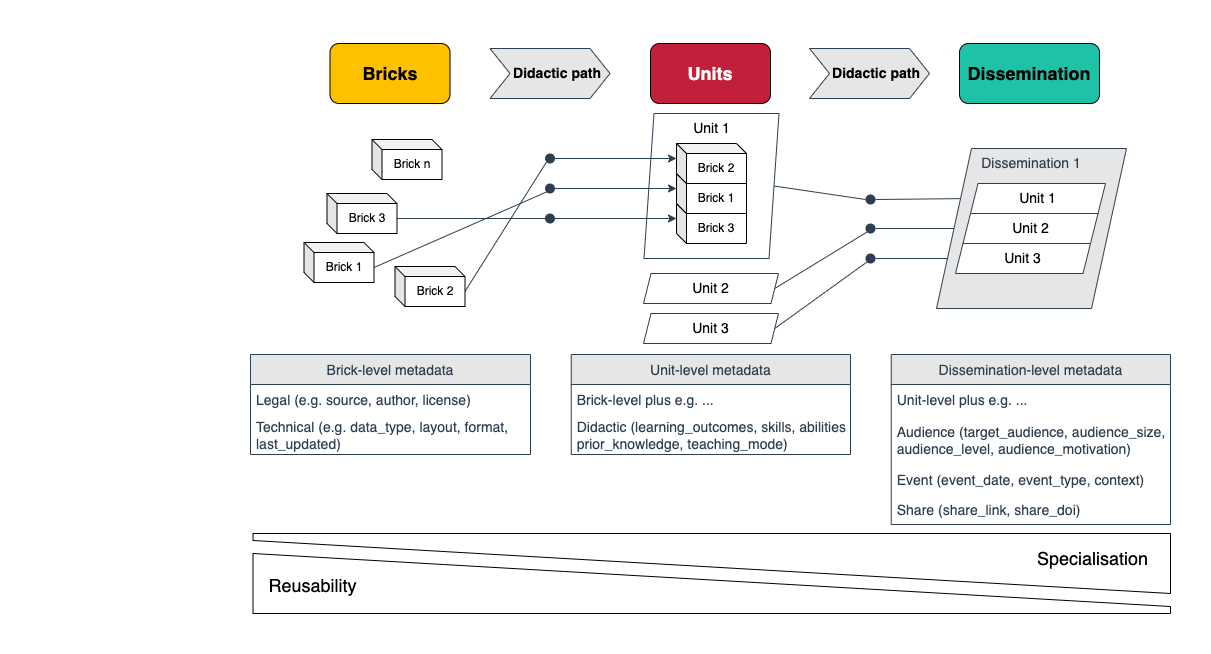 Bricks
Didactic path
Units
Didactic path
Dissemination
Brick n
Brick 3
Brick 1
Brick 2
Unit 1
Brick 2
Brick 1
Brick 3
Unit 2
Unit 3
Dissemination 1
Unit 1
Unit 2
Unit 3
Brick-level metadata
Legal (e.g. source, author, license)
Technical (e.g. data_type, layout, format,
last_updated)
Unit-level metadata
Brick-level plus e.g. ...
Didactic (learning_outcomes, skills, abilities
prior_knowledge, teaching_mode)
Dissemination-level metadata
Unit-level plus e.g. ...
Audience (target_audience, audience_size,
audience_level, audience_motivation)
Event (event_date, event_type, context)
Share (share_link, share_doi)
Specialisation
Reusability